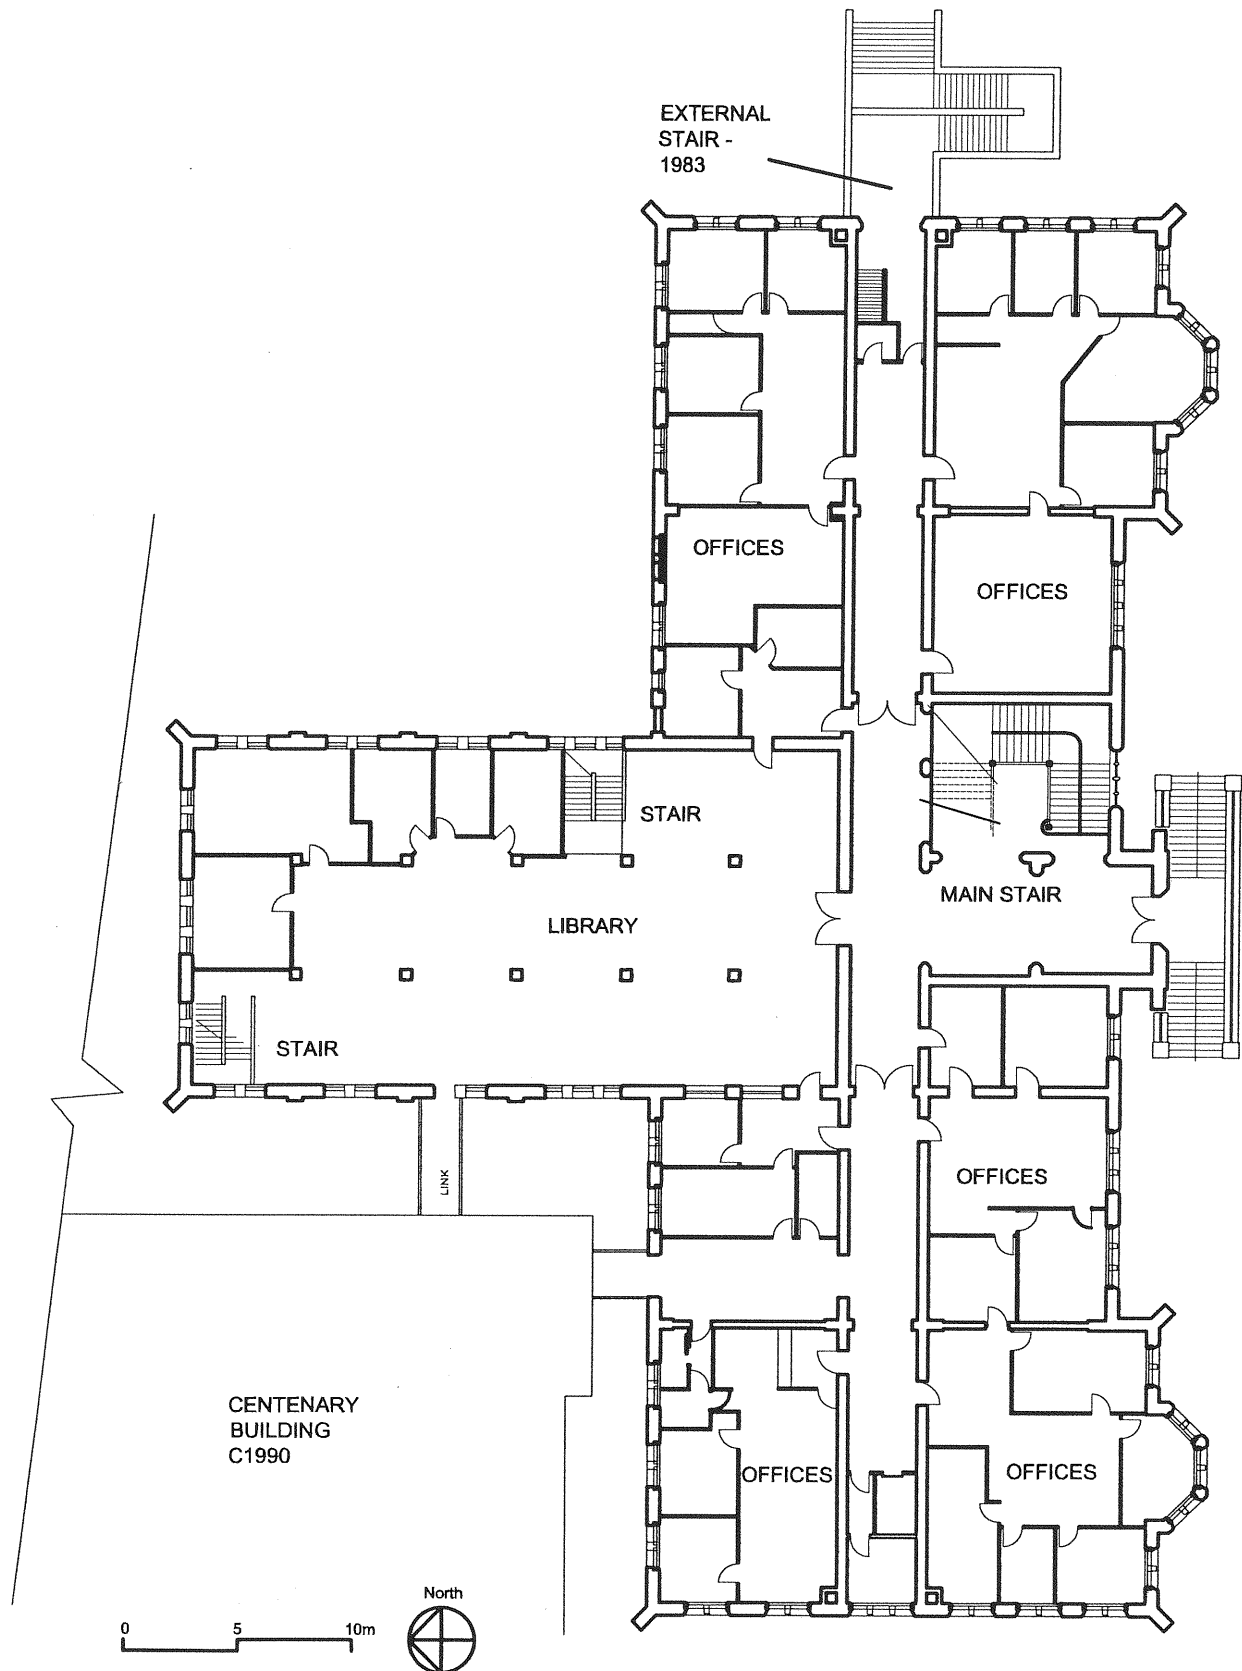 EXTERNAL
STAIR -
1983
OFFICES
OFFICES
STAIR
MAIN STAIR
LIBRARY
STAIR
LINK
OFFICES
CENTENARY
BUILDING
C1990
OFFICES
OFFICES
North
0 5 10m